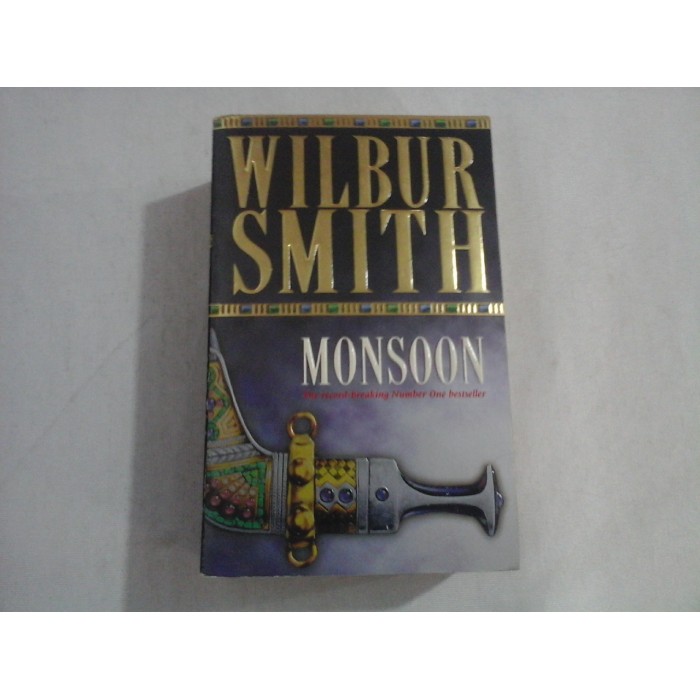 WILBUR
SMITH
MONSOON
The record-breaking Number One bestseller